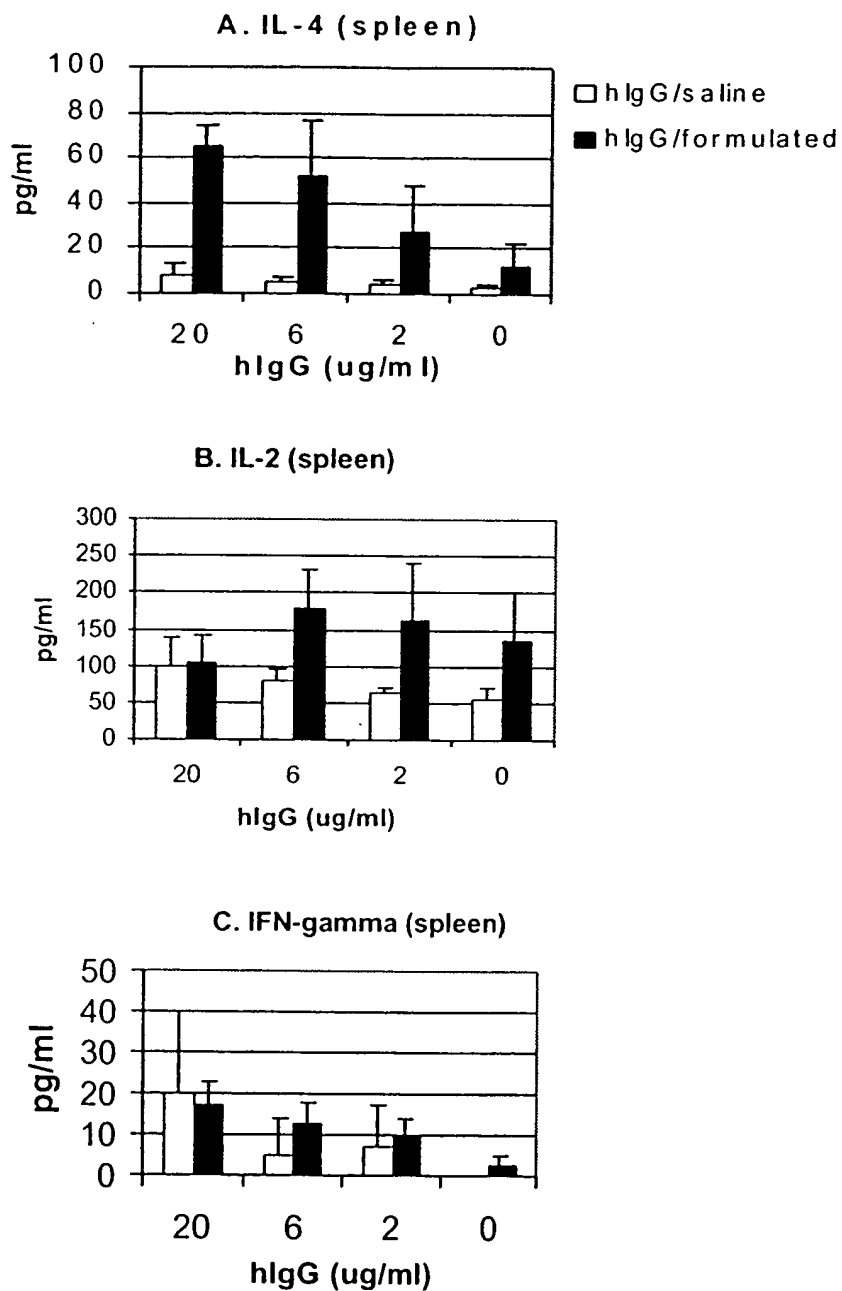 A. IL-4 (spleen)
100
80
60
40
20
0
pg/ml
20 6 2 0
hIgG (ug/ml)
hIgG/saline
hIgG/formulated
B. IL-2 (spleen)
300
250
200
150
100
50
0
pg/ml
20 6 2 0
hIgG (ug/ml)
C. IFN-gamma (spleen)
50
40
30
20
10
0
pg/ml
20 6 2 0
hIgG (ug/ml)